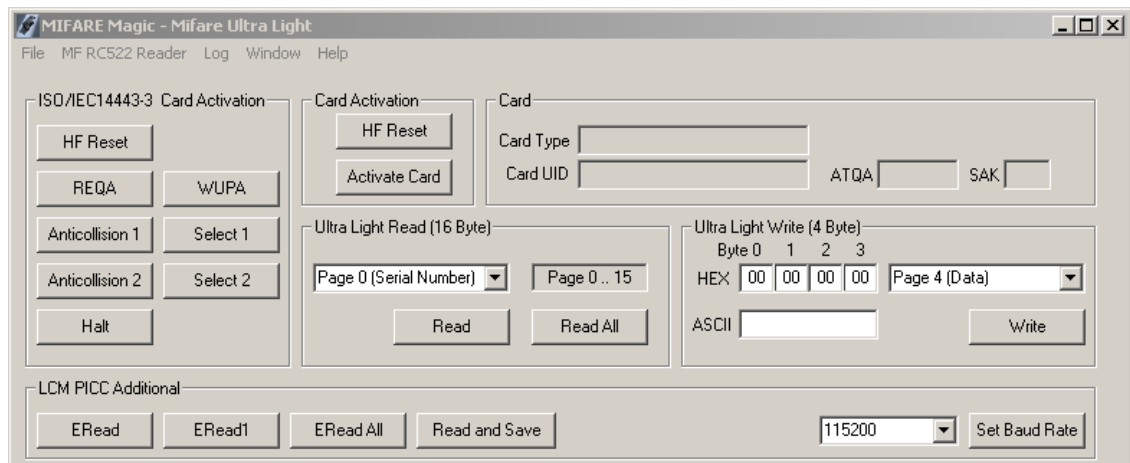 MIFARE Magic - Mifare Ultra Light
File MF RC522 Reader Log Window Help
ISO/IEC14443-3 Card Activation
HF Reset
REQA WUPA
Anticollision 1 Select 1
Anticollision 2 Select 2
Halt
Card Activation
HF Reset
Activate Card
Card
Card Type
Card UID ATQA SAK
Ultra Light Read (16 Byte)
Page 0 (Serial Number) Page 0 .. 15
Read Read All
Ultra Light Write (4 Byte)
Byte 0 1 2 3
HEX 00 00 00 00 Page 4 (Data)
ASCII Write
LCM PICC Additional
ERead ERead1 ERead All Read and Save 115200 Set Baud Rate